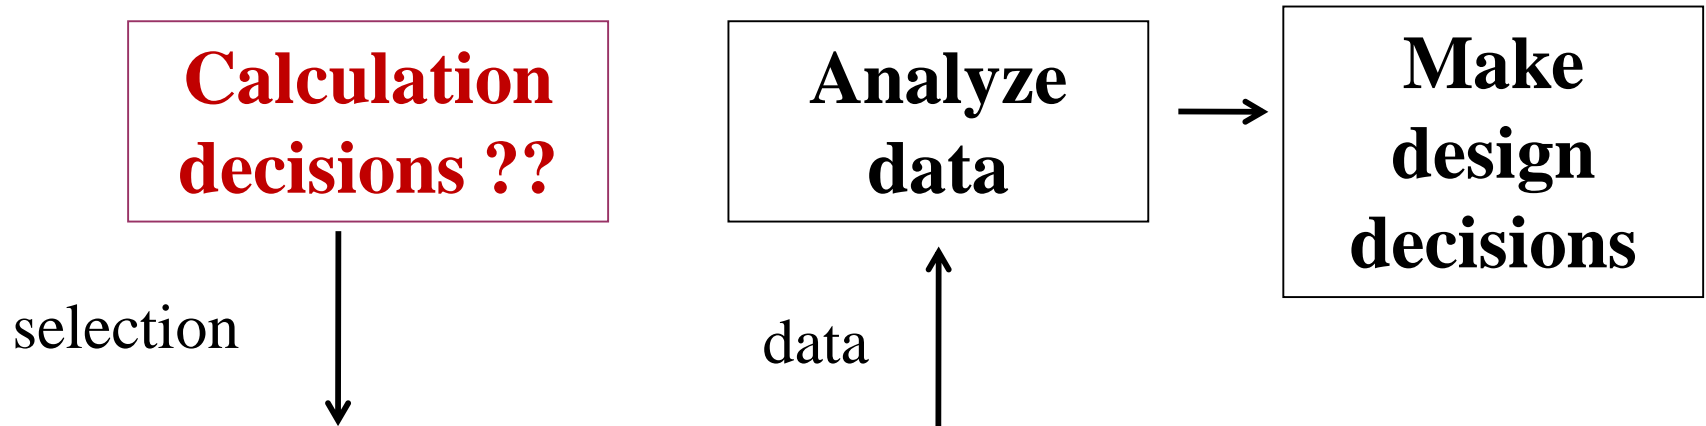 Calculation
decisions ??
Analyze
data
Make
design
decisions
selection
data